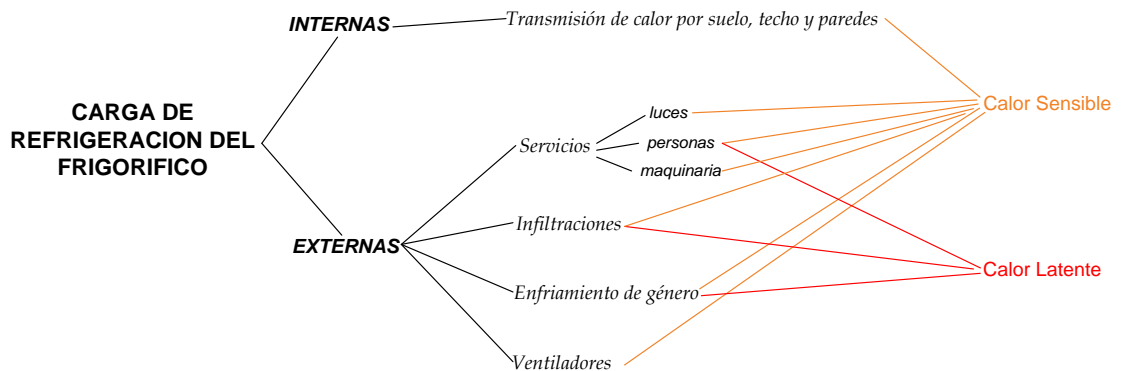 CARGA DE
REFRIGERACION DEL
FRIGORIFICO
INTERNAS
Transmisión de calor por suelo, techo y paredes
EXTERNAS
Servicios
luces
personas
maquinaria
Infiltraciones
Enfriamiento de género
Ventiladores
Calor Sensible
Calor Latente